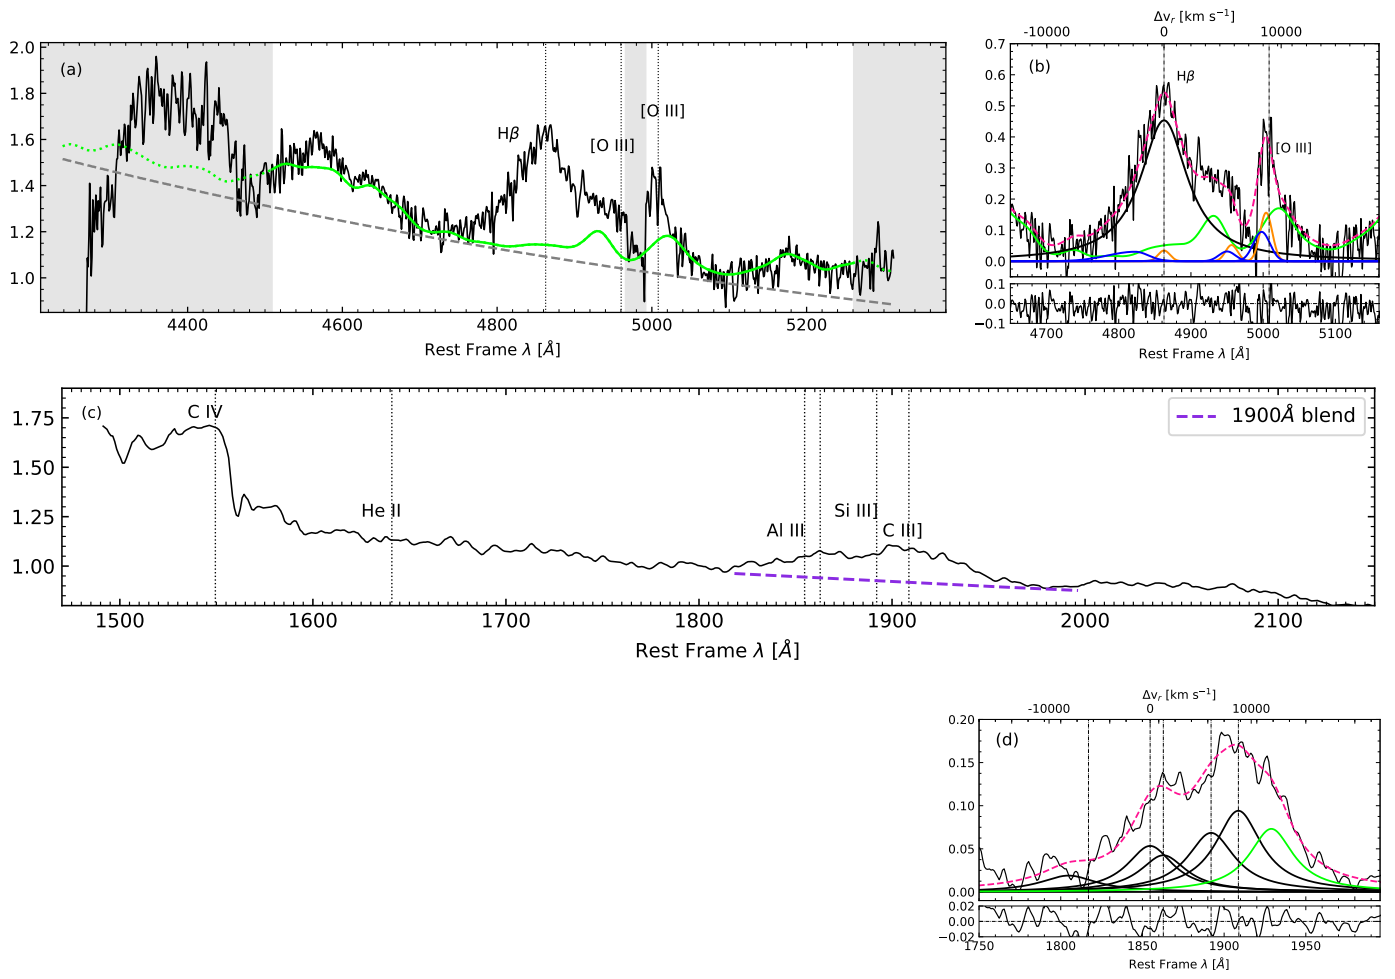 (a)
2.0
1.8
1.6
1.4
1.2
1.0
Hβ
[O III]
[O III]
4400 4600 4800 5000 5200
Rest Frame λ [Å]
Δvᵣ [km s⁻¹]
-10000 0 10000
(b)
0.7
0.6
0.5
0.4
0.3
0.2
0.1
0.0
Hβ
[O III]
0.1
0.0
−0.1
4700 4800 4900 5000 5100
Rest Frame λ [Å]
(c)
1.75
1.50
1.25
1.00
C IV
He II
Al III
Si III]
C III]
1900Å blend
1500 1600 1700 1800 1900 2000 2100
Rest Frame λ [Å]
Δvᵣ [km s⁻¹]
-10000 0 10000
(d)
0.20
0.15
0.10
0.05
0.00
0.02
0.00
−0.02
1750 1800 1850 1900 1950
Rest Frame λ [Å]